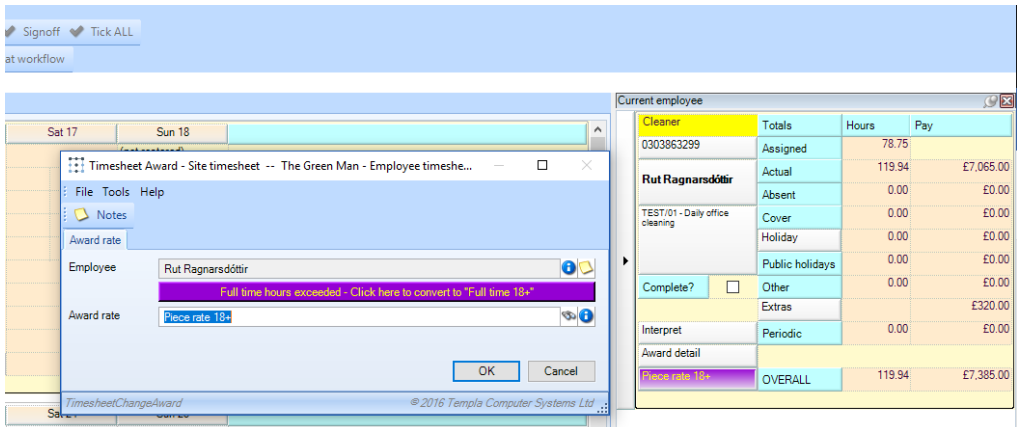 Signoff Tick ALL
at workflow
Current employee
Sat 17 Sun 18
Cleaner Totals Hours Pay
0303863299 Assigned 78.75
Rut Ragnarsdóttir Actual 119.94 £7,065.00
Absent 0.00 £0.00
TEST/01 - Daily office
cleaning
Cover 0.00 £0.00
Holiday 0.00 £0.00
Public holidays 0.00 £0.00
Complete? Other 0.00 £0.00
Extras £320.00
Interpret Periodic 0.00 £0.00
Award detail
Piece rate 18+ OVERALL 119.94 £7,385.00
Timesheet Award - Site timesheet -- The Green Man - Employee timeshe...
File Tools Help
Notes
Award rate
Employee Rut Ragnarsdóttir
Full time hours exceeded - Click here to convert to "Full time 18+"
Award rate Piece rate 18+
OK Cancel
TimesheetChangeAward © 2016 Templa Computer Systems Ltd